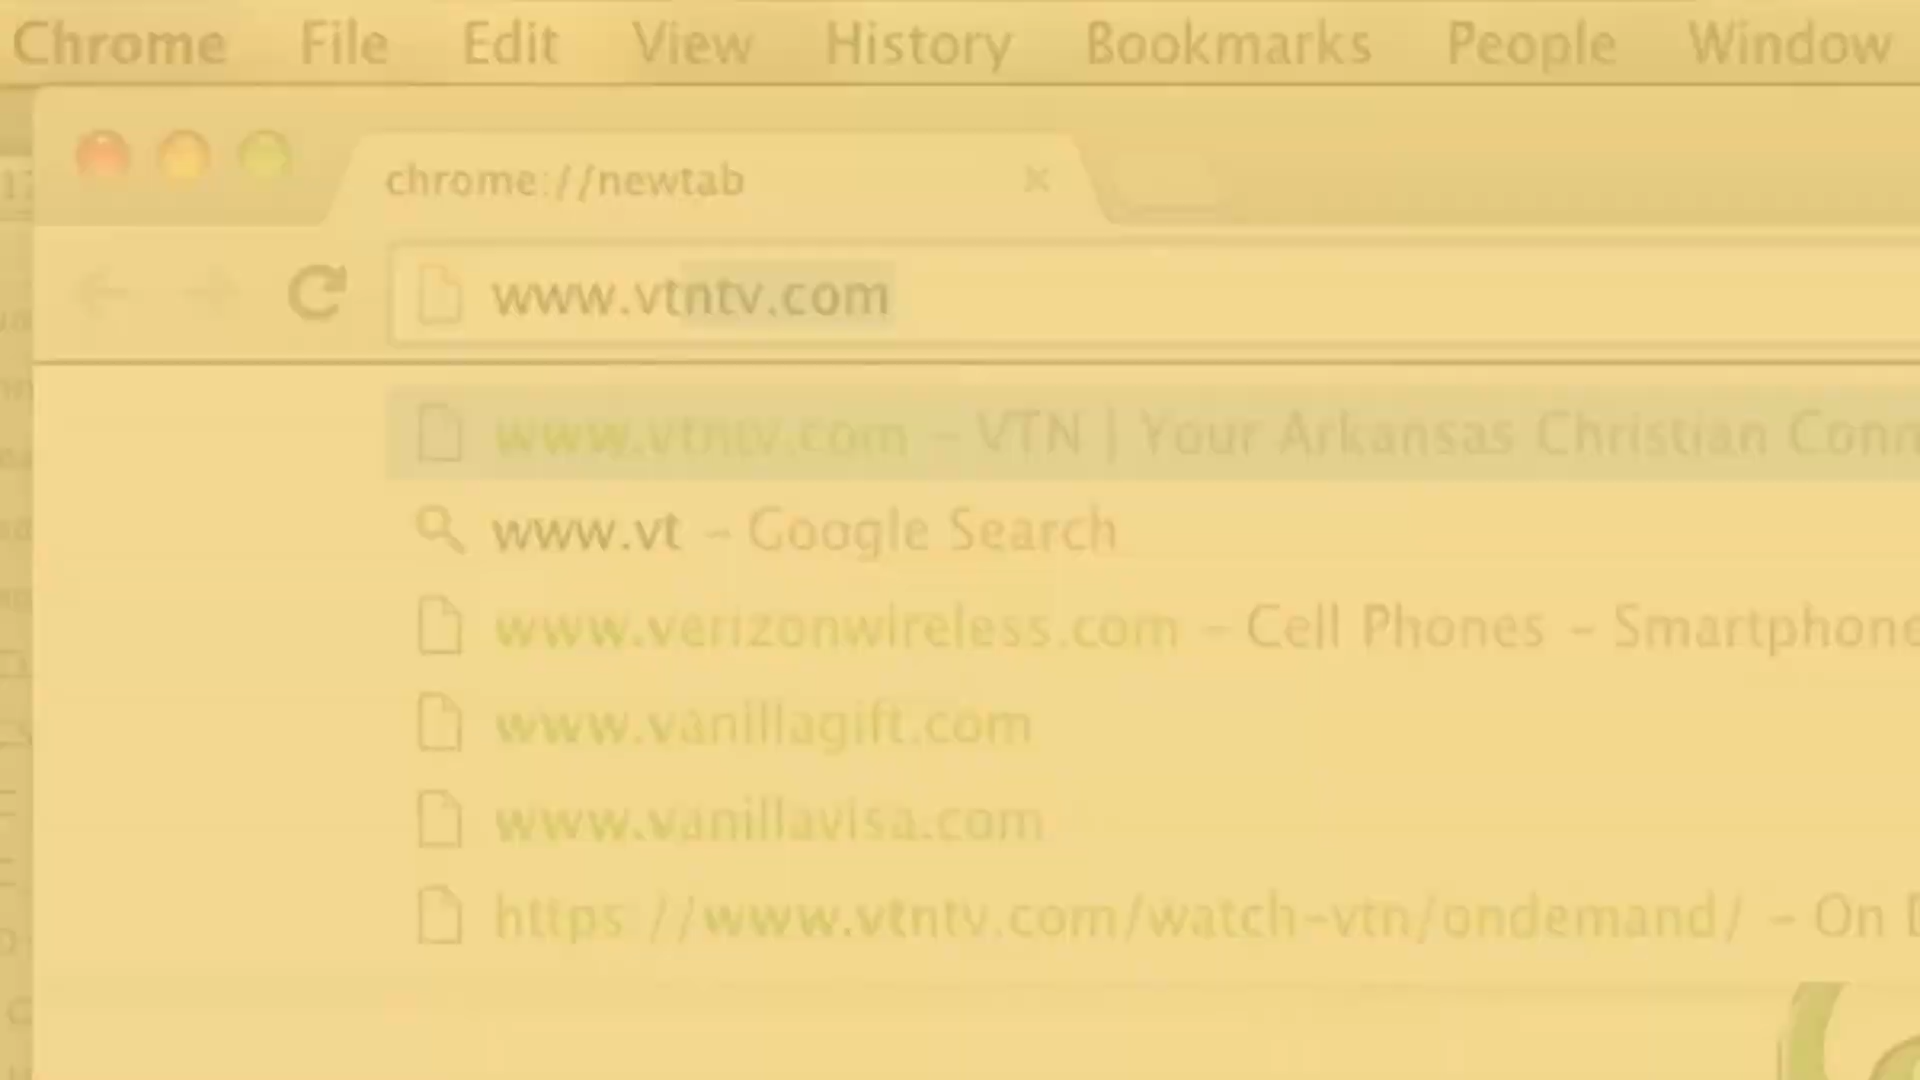 Chrome File Edit View History Bookmarks People Window
chrome://newtab
www.vtntv.com
www.vtntv.com – VTN | Your Arkansas Christian Conn
www.vt – Google Search
www.verizonwireless.com – Cell Phones – Smartphone
www.vanillagift.com
www.vanillavisa.com
https://www.vtntv.com/watch-vtn/ondemand/ – On D